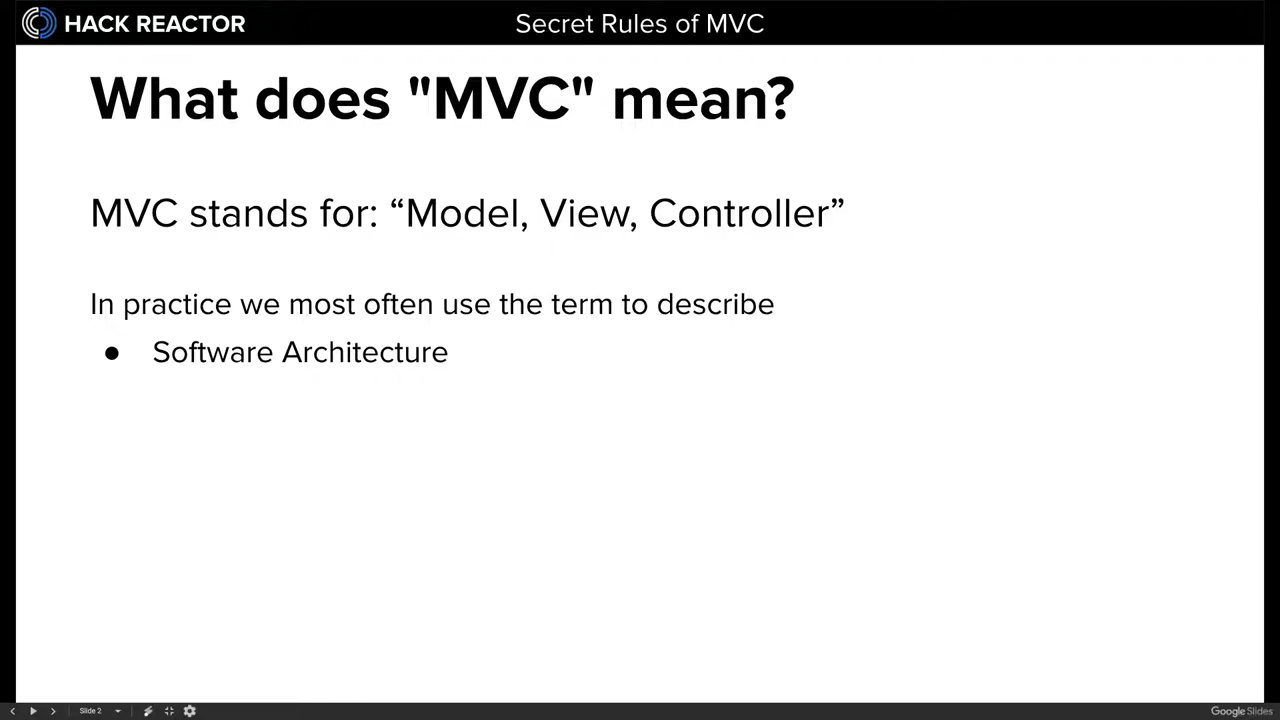 HACK REACTOR
Secret Rules of MVC
What does "MVC" mean?
MVC stands for: “Model, View, Controller”
In practice we most often use the term to describe
● Software Architecture
Slide 2
Google Slides